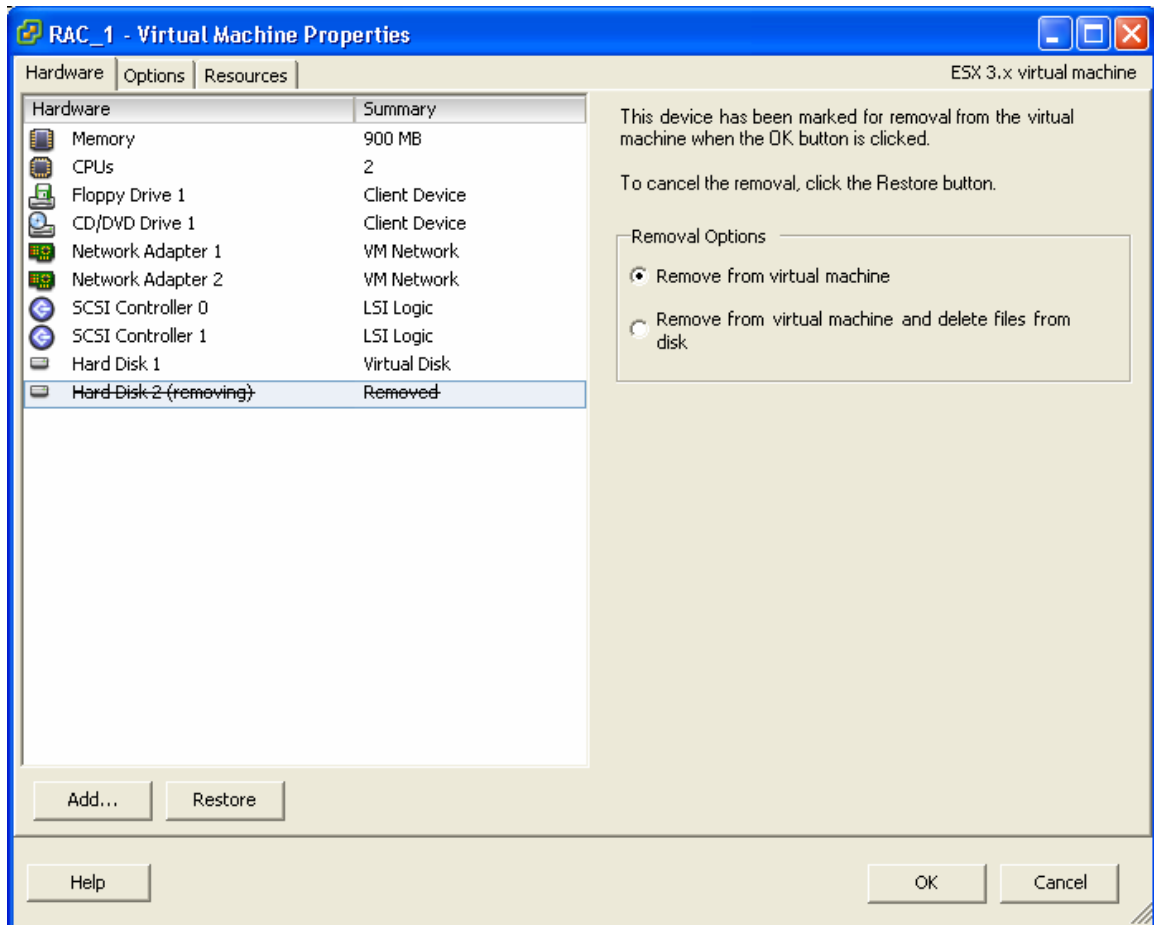 RAC_1 - Virtual Machine Properties
Hardware Options Resources ESX 3.x virtual machine
Hardware Summary
Memory 900 MB
CPUs 2
Floppy Drive 1 Client Device
CD/DVD Drive 1 Client Device
Network Adapter 1 VM Network
Network Adapter 2 VM Network
SCSI Controller 0 LSI Logic
SCSI Controller 1 LSI Logic
Hard Disk 1 Virtual Disk
Hard Disk 2 (removing) Removed
This device has been marked for removal from the virtual
machine when the OK button is clicked.
To cancel the removal, click the Restore button.
Removal Options
Remove from virtual machine
Remove from virtual machine and delete files from
disk
Add... Restore
Help OK Cancel